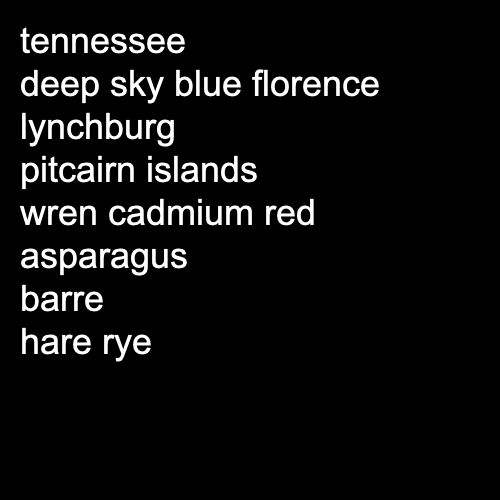 tennessee
deep sky blue florence
lynchburg
pitcairn islands
wren cadmium red
asparagus
barre
hare rye